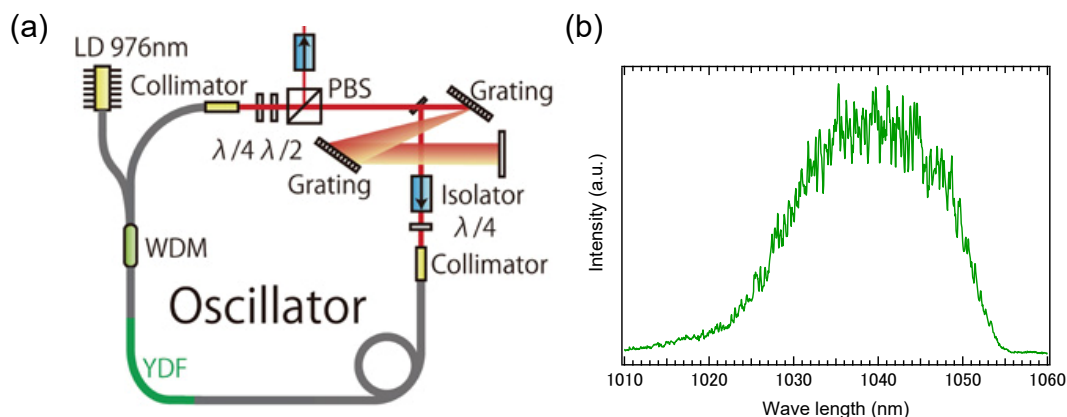 (a)
LD 976nm
Collimator
PBS
Grating
λ/4 λ/2
Grating
Isolator
λ/4
WDM
Collimator
Oscillator
YDF
(b)
Intensity (a.u.)
1010 1020 1030 1040 1050 1060
Wave length (nm)